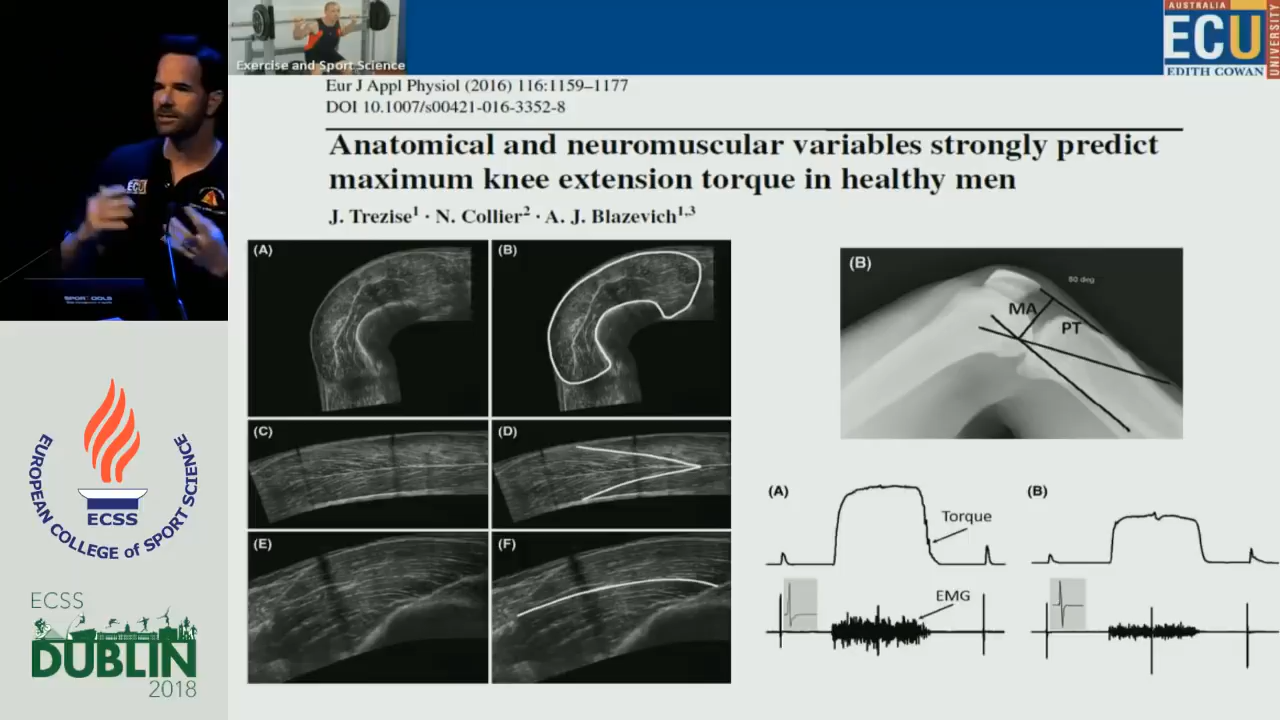 Exercise and Sport Science
AUSTRALIA
ECU
EDITH COWAN
UNIVERSITY
Eur J Appl Physiol (2016) 116:1159–1177
DOI 10.1007/s00421-016-3352-8
Anatomical and neuromuscular variables strongly predict
maximum knee extension torque in healthy men
J. Trezise1 · N. Collier2 · A. J. Blazevich1,3
ECU
(A)
(B)
(C)
(D)
(E)
(F)
(B)
MA
PT
(A)
(B)
Torque
EMG
EUROPEAN COLLEGE of SPORT SCIENCE
ECSS
ECSS
DUBLIN
2018